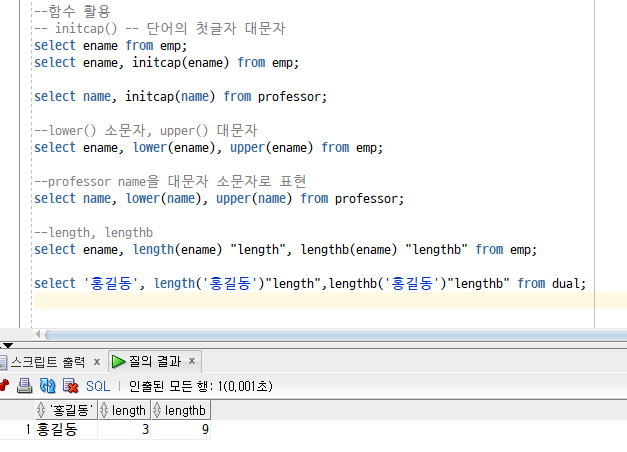 --함수 활용
-- initcap() -- 단어의 첫글자 대문자
select ename from emp;
select ename, initcap(ename) from emp;
select name, initcap(name) from professor;
--lower() 소문자, upper() 대문자
select ename, lower(ename), upper(ename) from emp;
--professor name을 대문자 소문자로 표현
select name, lower(name), upper(name) from professor;
--length, lengthb
select ename, length(ename) "length", lengthb(ename) "lengthb" from emp;
select '홍길동', length('홍길동')"length",lengthb('홍길동')"lengthb" from dual;
스크립트 출력 x 질의 결과 x
SQL | 인출된 모든 행: 1(0.001초)
'홍길동' length lengthb
1 홍길동 3 9